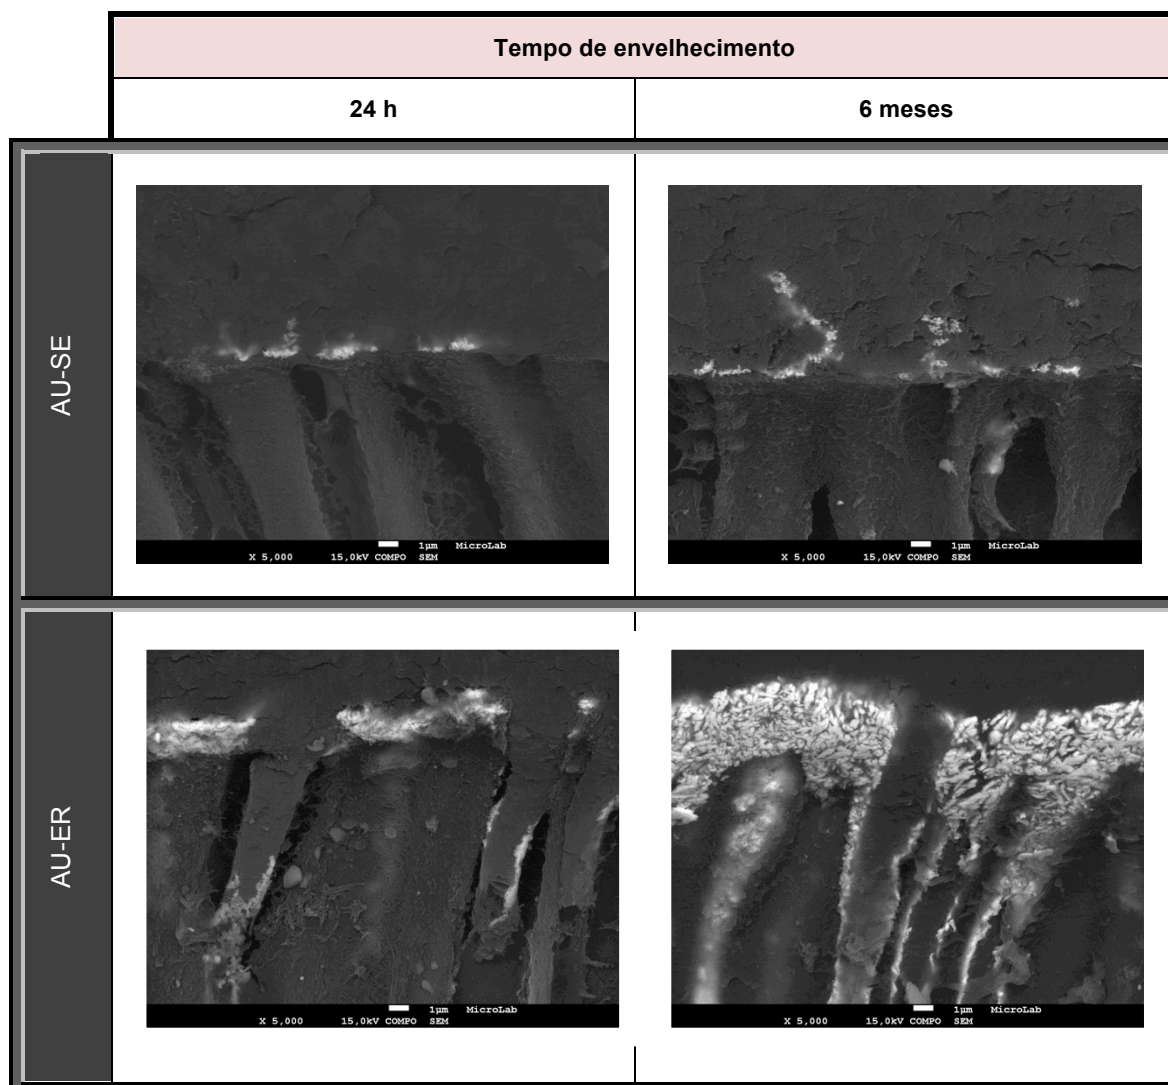 Tempo de envelhecimento
24 h
6 meses
AU-SE
1µm MicroLab
X 5,000 15,0kV COMPO SEM
1µm MicroLab
X 5,000 15,0kV COMPO SEM
AU-ER
1µm MicroLab
X 5,000 15,0kV COMPO SEM
1µm MicroLab
X 5,000 15,0kV COMPO SEM